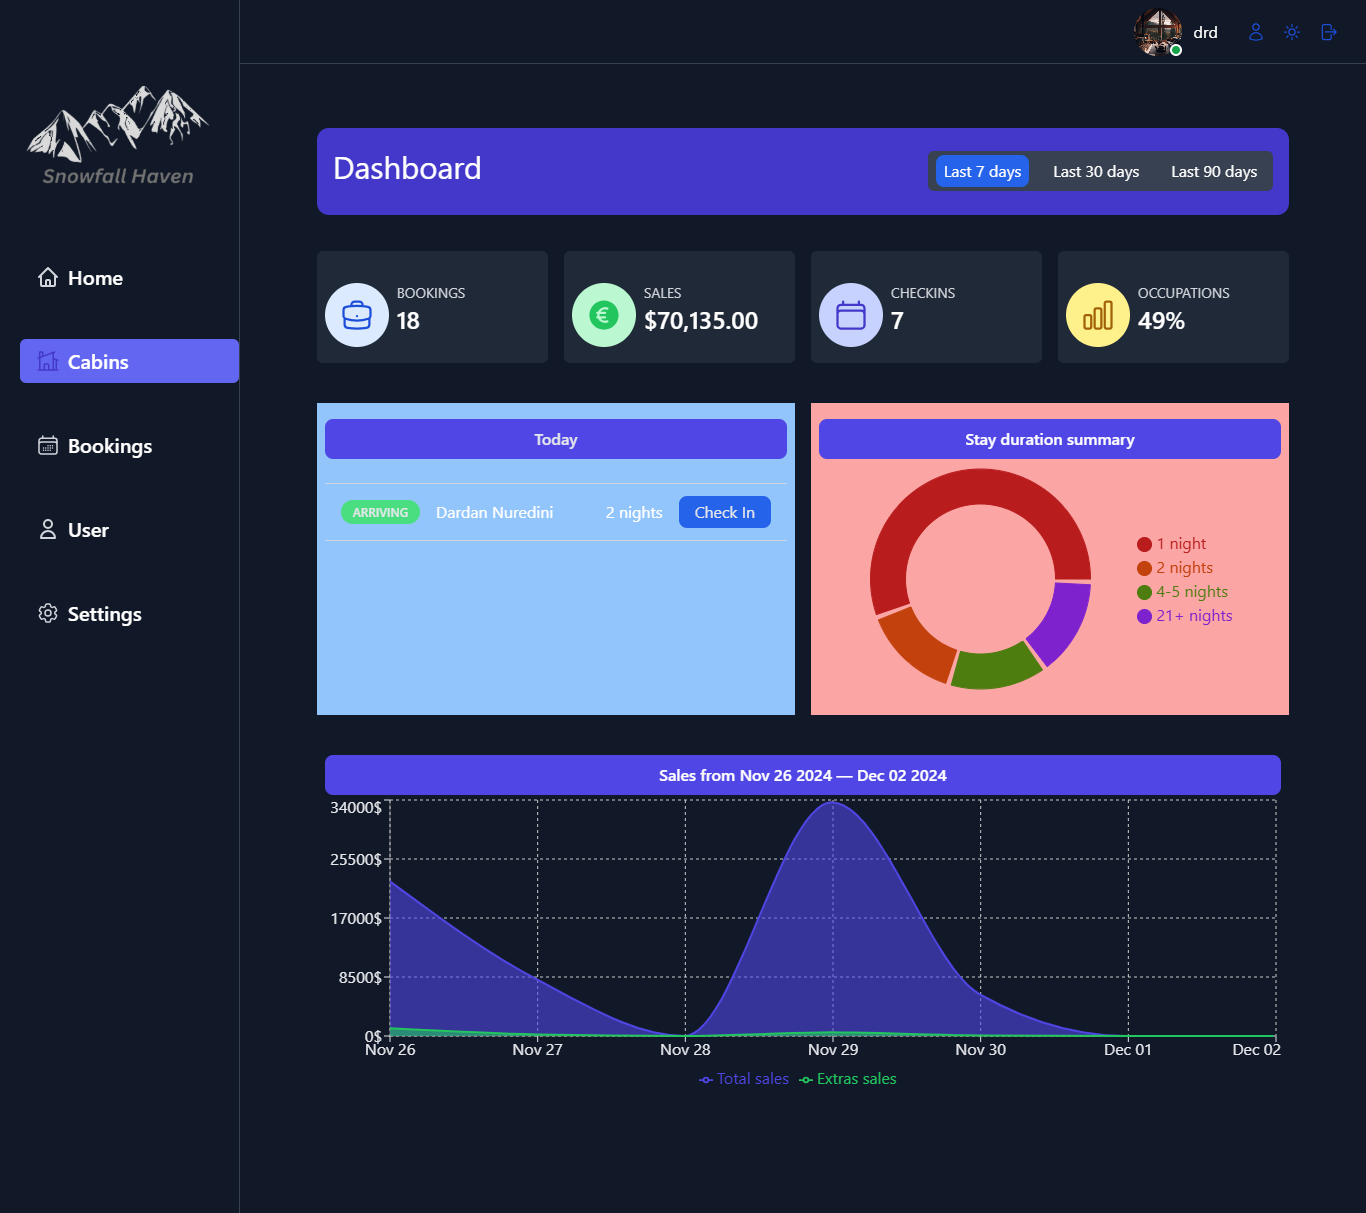 drd
Snowfall Haven
Home
Cabins
Bookings
User
Settings
Dashboard
Last 7 days
Last 30 days
Last 90 days
BOOKINGS
18
SALES
$70,135.00
CHECKINS
7
OCCUPATIONS
49%
Today
ARRIVING Dardan Nuredini 2 nights Check In
Stay duration summary
1 night
2 nights
4-5 nights
21+ nights
Sales from Nov 26 2024 — Dec 02 2024
34000$
25500$
17000$
8500$
0$
Nov 26 Nov 27 Nov 28 Nov 29 Nov 30 Dec 01 Dec 02
Total sales Extras sales